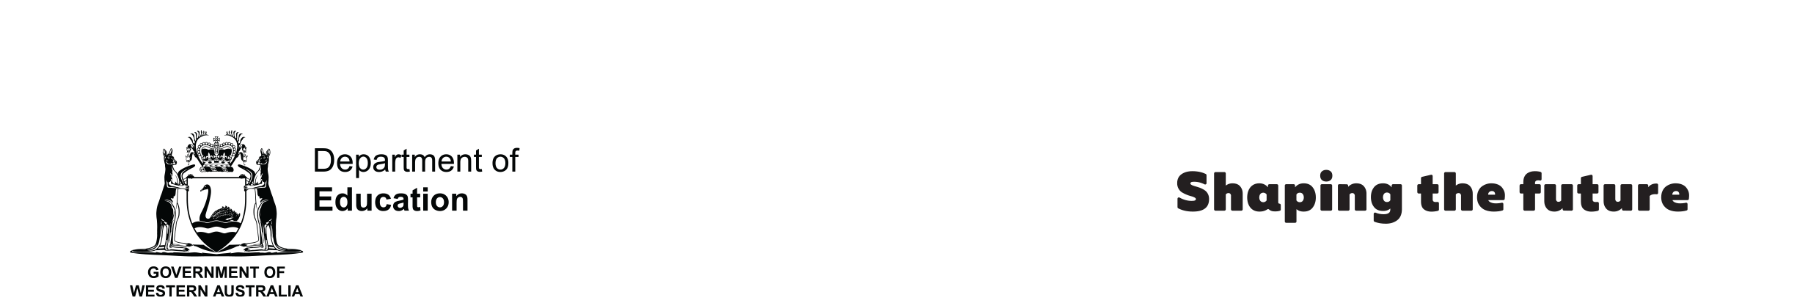 Department of
Education
GOVERNMENT OF
WESTERN AUSTRALIA
Shaping the future